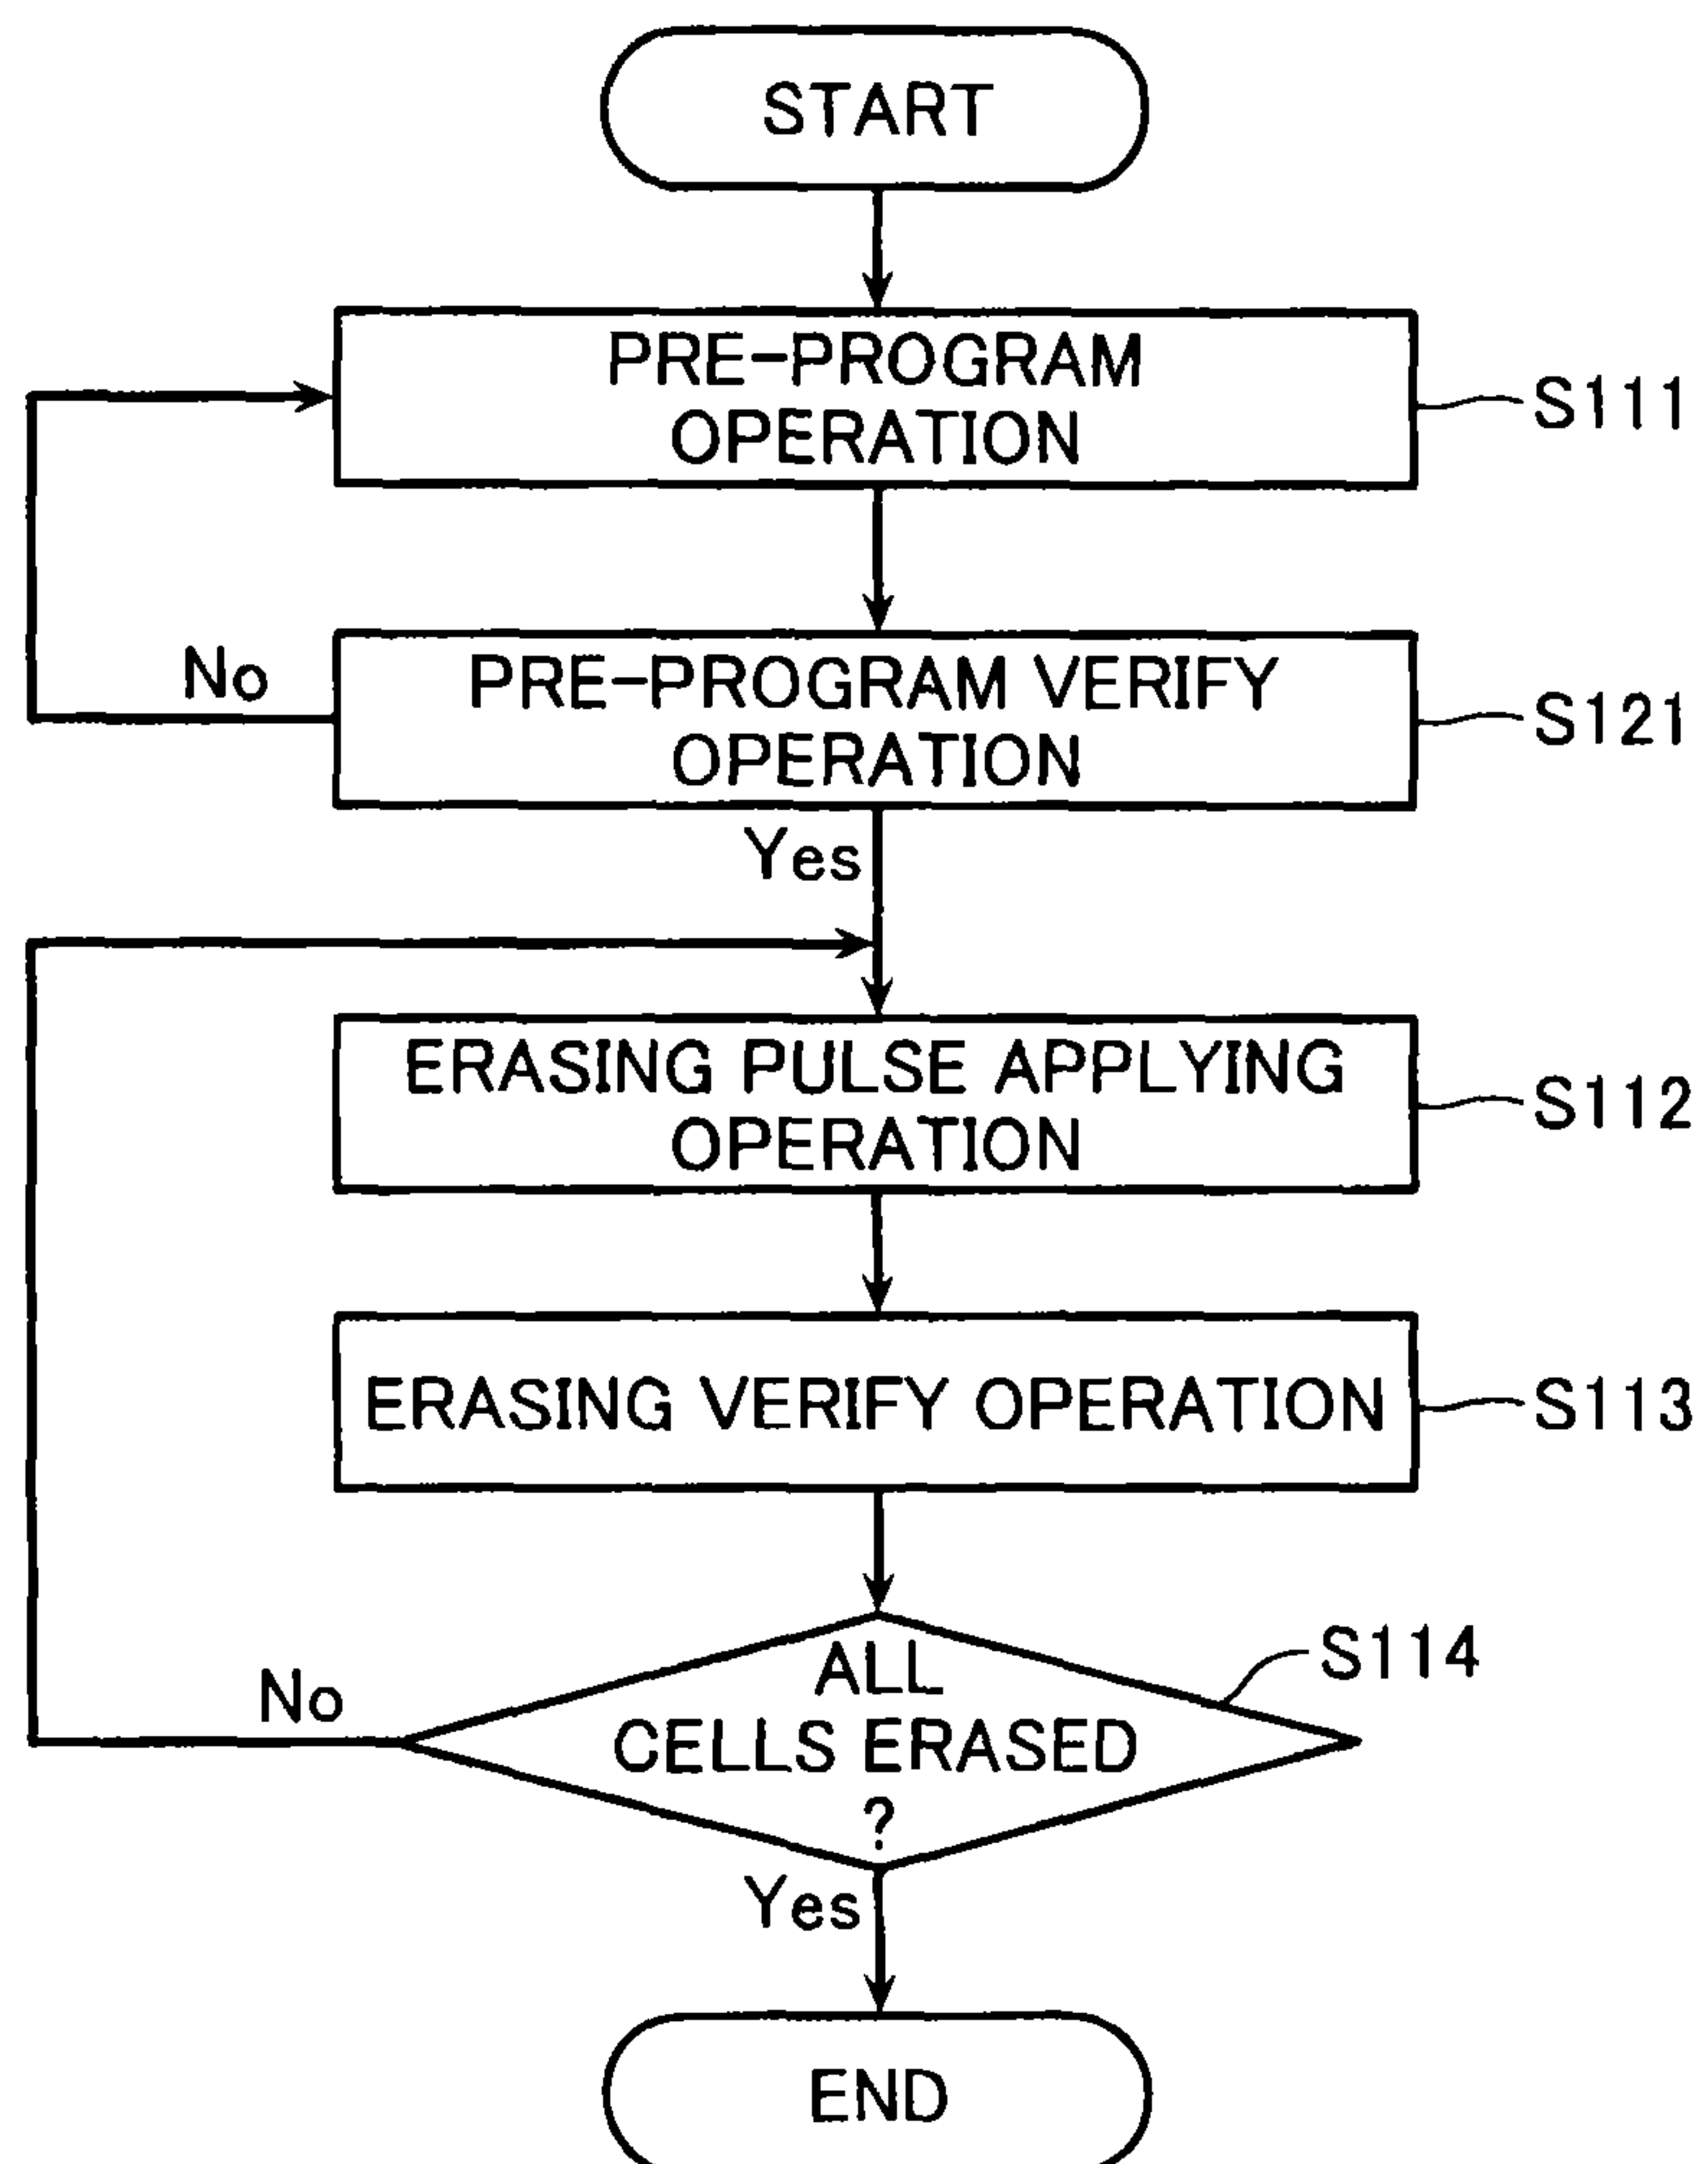 START
PRE-PROGRAM
OPERATION
S111
No
PRE-PROGRAM VERIFY
OPERATION
S121
Yes
ERASING PULSE APPLYING
OPERATION
S112
ERASING VERIFY OPERATION
S113
ALL
CELLS ERASED
?
S114
No
Yes
END